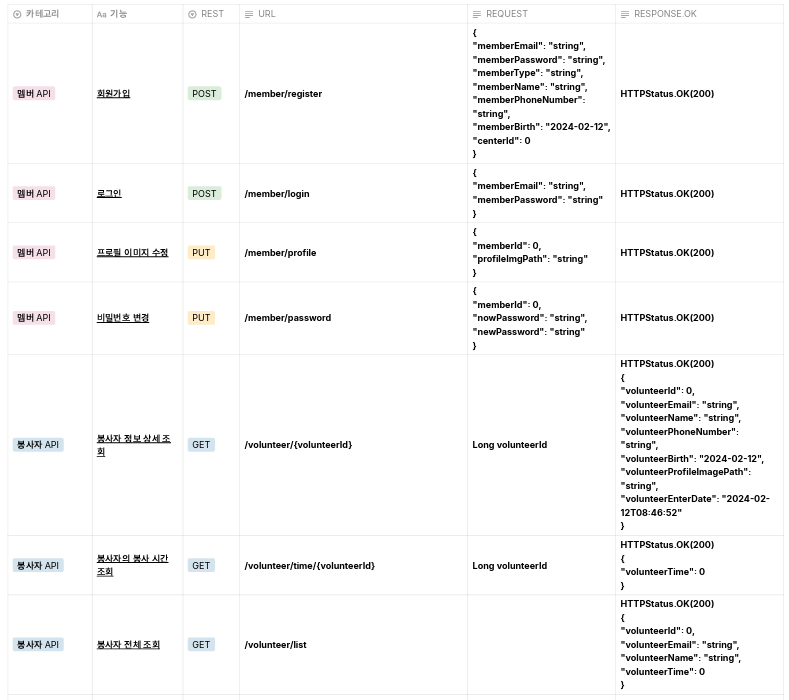 카테고리 Aa 기능 REST URL REQUEST RESPONSE.OK
멤버 API
회원가입
POST
/member/register
{
"memberEmail": "string",
"memberPassword": "string",
"memberType": "string",
"memberName": "string",
"memberPhoneNumber":
"string",
"memberBirth": "2024-02-12",
"centerId": 0
}
HTTPStatus.OK(200)
멤버 API
로그인
POST
/member/login
{
"memberEmail": "string",
"memberPassword": "string"
}
HTTPStatus.OK(200)
멤버 API
프로필 이미지 수정
PUT
/member/profile
{
"memberId": 0,
"profileImgPath": "string"
}
HTTPStatus.OK(200)
멤버 API
비밀번호 변경
PUT
/member/password
{
"memberId": 0,
"nowPassword": "string",
"newPassword": "string"
}
HTTPStatus.OK(200)
봉사자 API
봉사자 정보 상세 조
회
GET
/volunteer/{volunteerId}
Long volunteerId
HTTPStatus.OK(200)
{
"volunteerId": 0,
"volunteerEmail": "string",
"volunteerName": "string",
"volunteerPhoneNumber":
"string",
"volunteerBirth": "2024-02-12",
"volunteerProfileImagePath":
"string",
"volunteerEnterDate": "2024-02-
12T08:46:52"
}
봉사자 API
봉사자의 봉사 시간
조회
GET
/volunteer/time/{volunteerId}
Long volunteerId
HTTPStatus.OK(200)
{
"volunteerTime": 0
}
봉사자 API
봉사자 전체 조회
GET
/volunteer/list
HTTPStatus.OK(200)
{
"volunteerId": 0,
"volunteerEmail": "string",
"volunteerName": "string",
"volunteerTime": 0
}